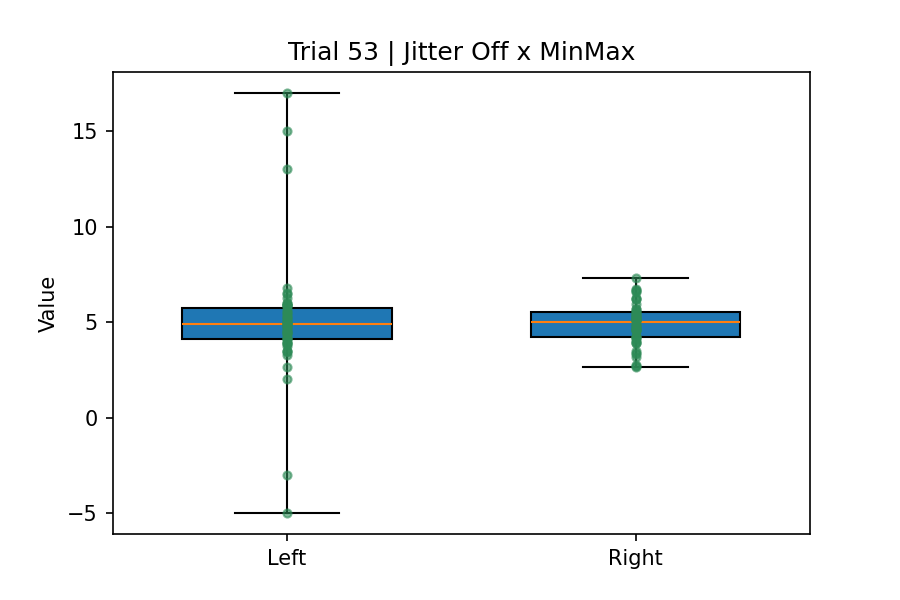 Trial 53 | Jitter Off x MinMax
Value
15
10
5
0
−5
Left
Right